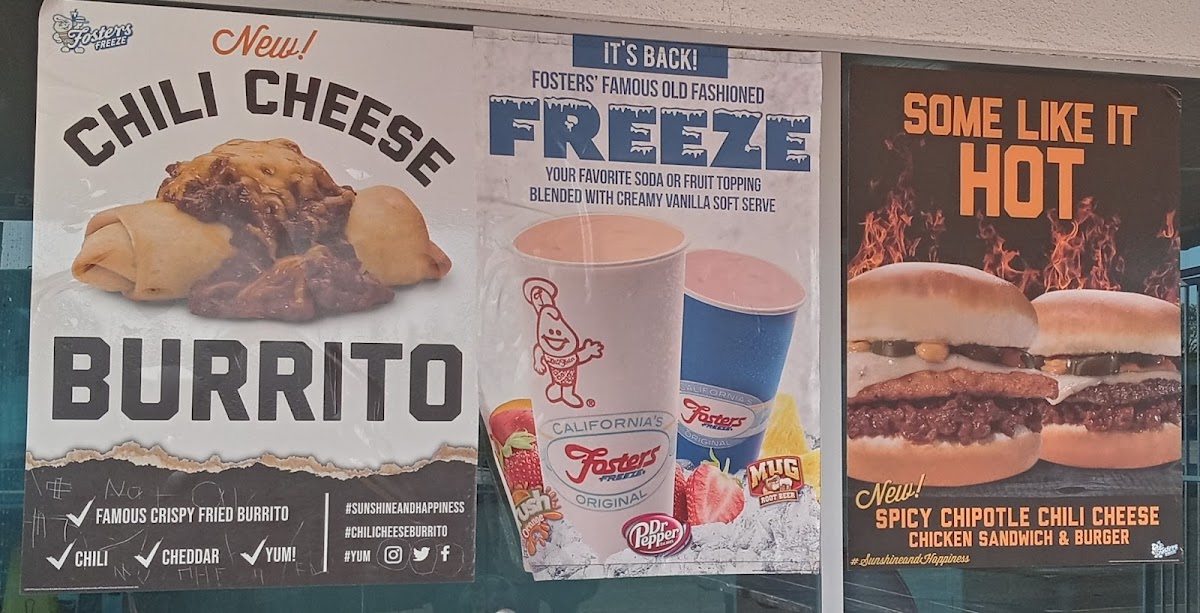 Fosters
FREEZE
New!
CHILI CHEESE
BURRITO
FAMOUS CRISPY FRIED BURRITO
CHILI CHEDDAR YUM!
#SUNSHINEANDHAPPINESS
#CHILICHEESEBURRITO
#YUM
IT'S BACK!
FOSTERS' FAMOUS OLD FASHIONED
FREEZE
YOUR FAVORITE SODA OR FRUIT TOPPING
BLENDED WITH CREAMY VANILLA SOFT SERVE
CALIFORNIA'S
Fosters
FREEZE
ORIGINAL
CALIFORNIA'S
Fosters
FREEZE
ORIGINAL
MUG
ROOT BEER
Dr Pepper
SOME LIKE IT
HOT
New!
SPICY CHIPOTLE CHILI CHEESE
CHICKEN SANDWICH & BURGER
#SunshineandHappiness